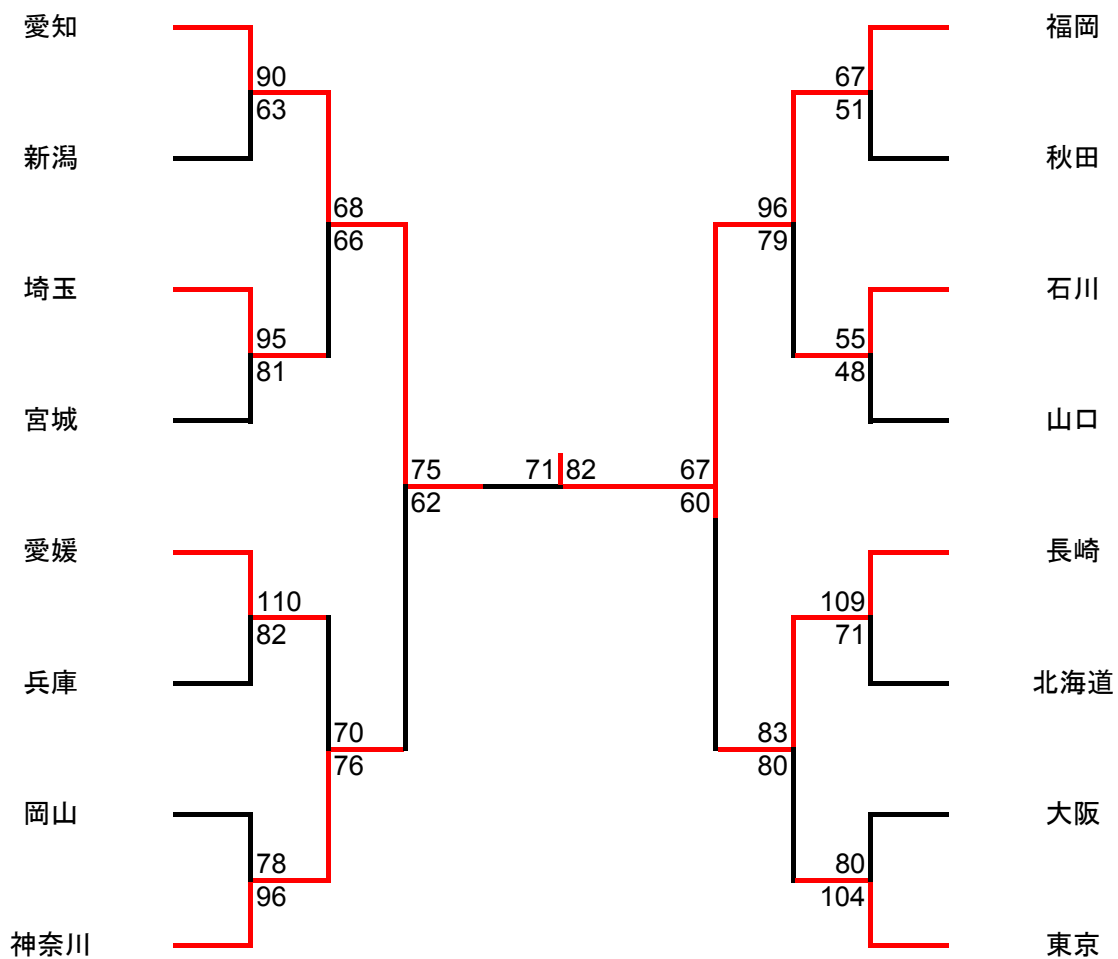 愛知 福岡
90 67
63 51
新潟 秋田
68 96
66 79
埼玉 石川
95 55
81 48
宮城 山口
75 71 82 67
62 60
愛媛 長崎
110 109
82 71
兵庫 北海道
70 83
76 80
岡山 大阪
78 80
96 104
神奈川 東京